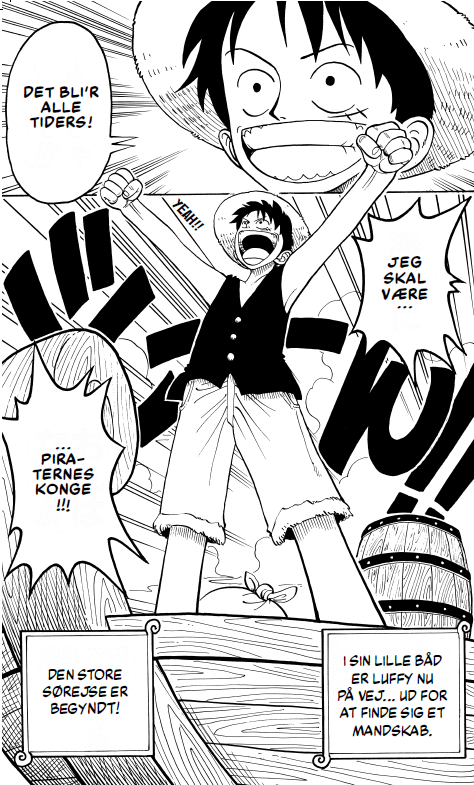 DET BLI'R
ALLE
TIDERS!
YEAH!!
JEG
SKAL
VÆRE
...
...
PIRA-
TERNES
KONGE
!!!
I SIN LILLE BÅD
ER LUFFY NU
PÅ VEJ... UD FOR
AT FINDE SIG ET
MANDSKAB.
DEN STORE
SØREJSE ER
BEGYNDT!